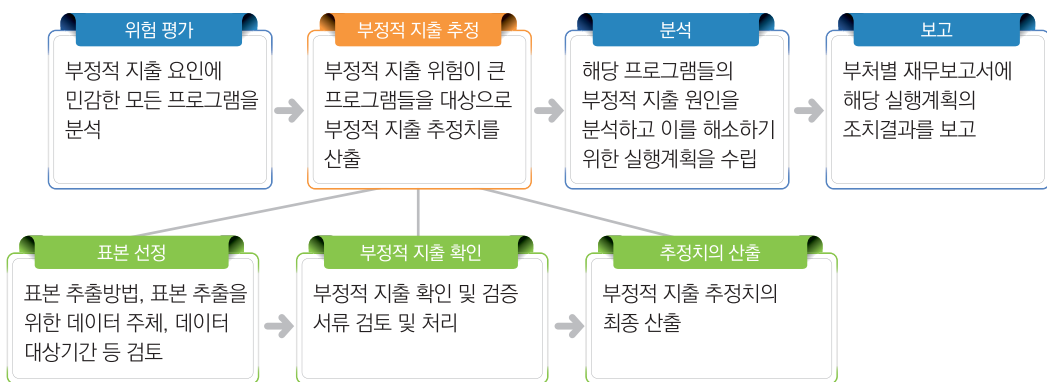 위험 평가
부정적 지출 요인에
민감한 모든 프로그램을
분석
부정적 지출 추정
부정적 지출 위험이 큰
프로그램들을 대상으로
부정적 지출 추정치를
산출
분석
해당 프로그램들의
부정적 지출 원인을
분석하고 이를 해소하기
위한 실행계획을 수립
보고
부처별 재무보고서에
해당 실행계획의
조치결과를 보고
표본 선정
표본 추출방법, 표본 추출을
위한 데이터 주체, 데이터
대상기간 등 검토
부정적 지출 확인
부정적 지출 확인 및 검증
서류 검토 및 처리
추정치의 산출
부정적 지출 추정치의
최종 산출